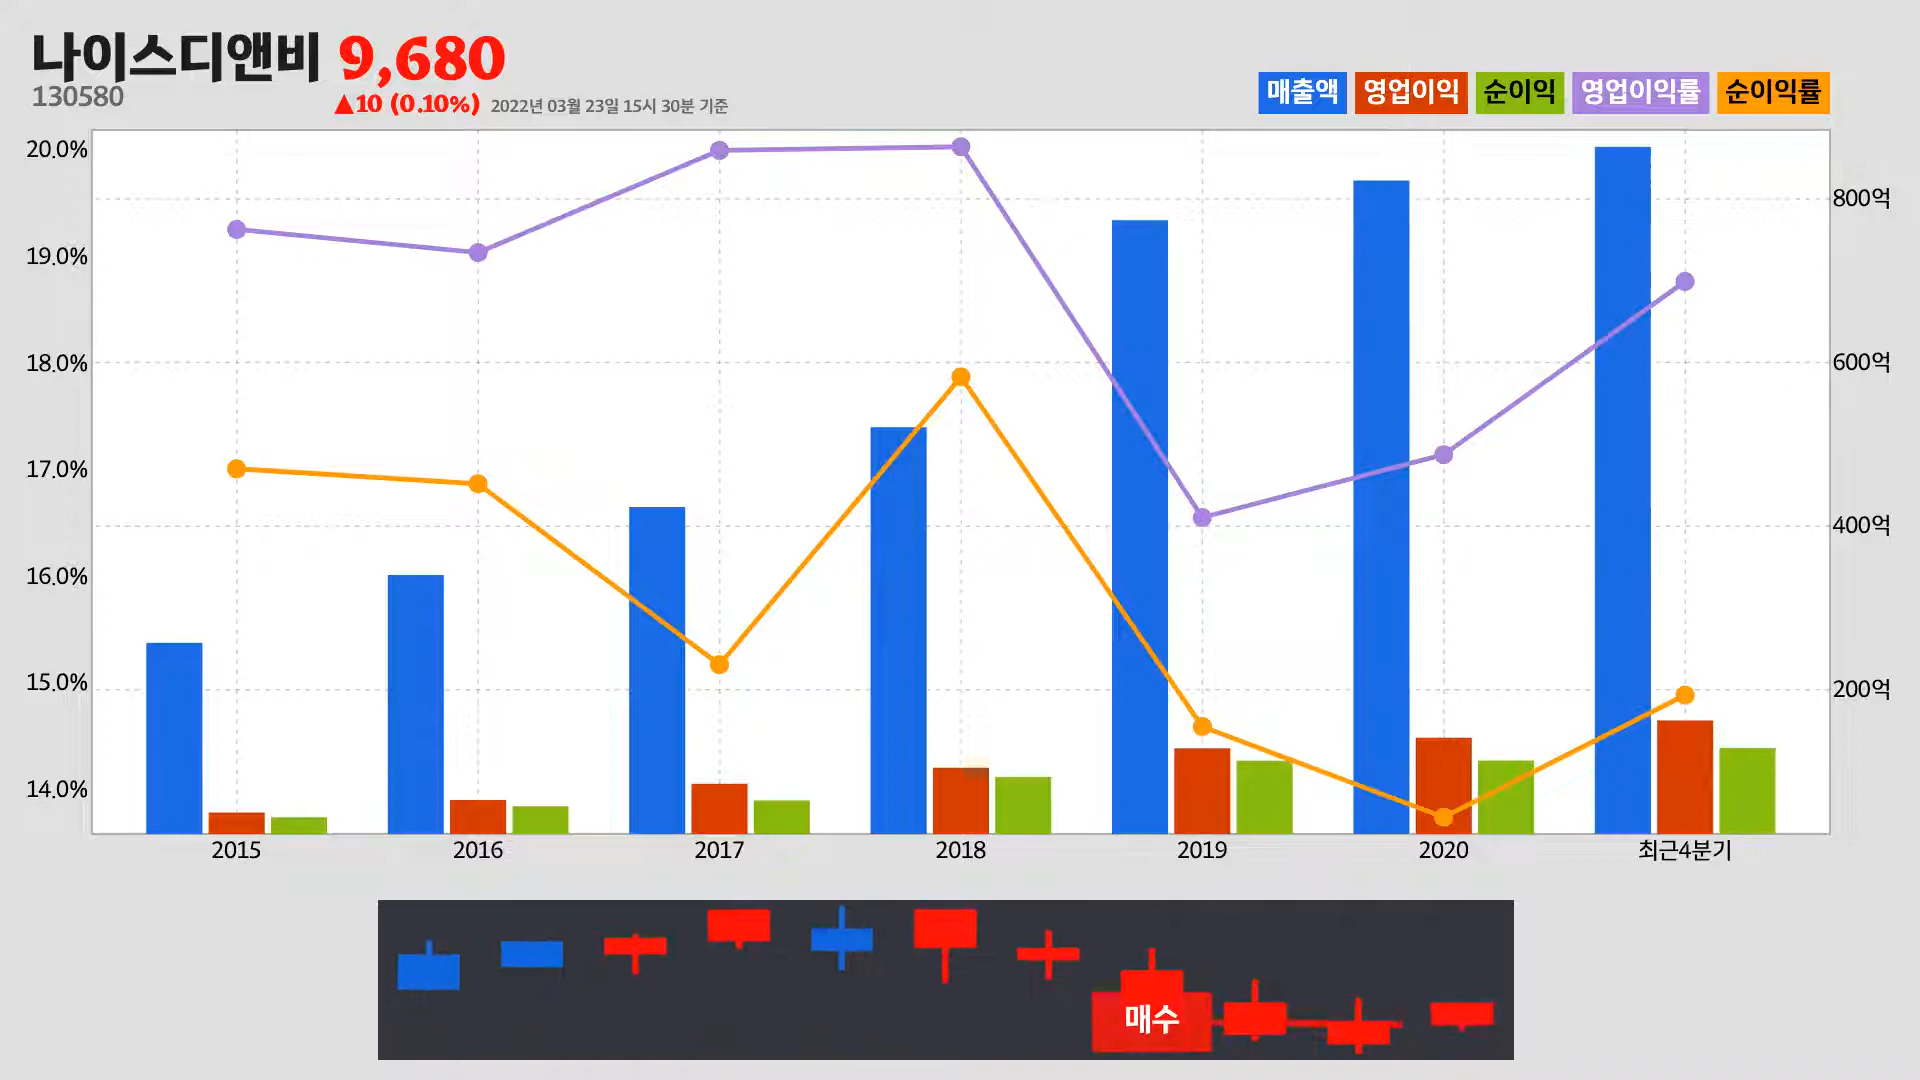 나이스디앤비 9,680
130580
▲10 (0.10%) 2022년 03월 23일 15시 30분 기준
매출액 영업이익 순이익 영업이익률 순이익률
20.0%
19.0%
18.0%
17.0%
16.0%
15.0%
14.0%
800억
600억
400억
200억
2015 2016 2017 2018 2019 2020 최근4분기
매수